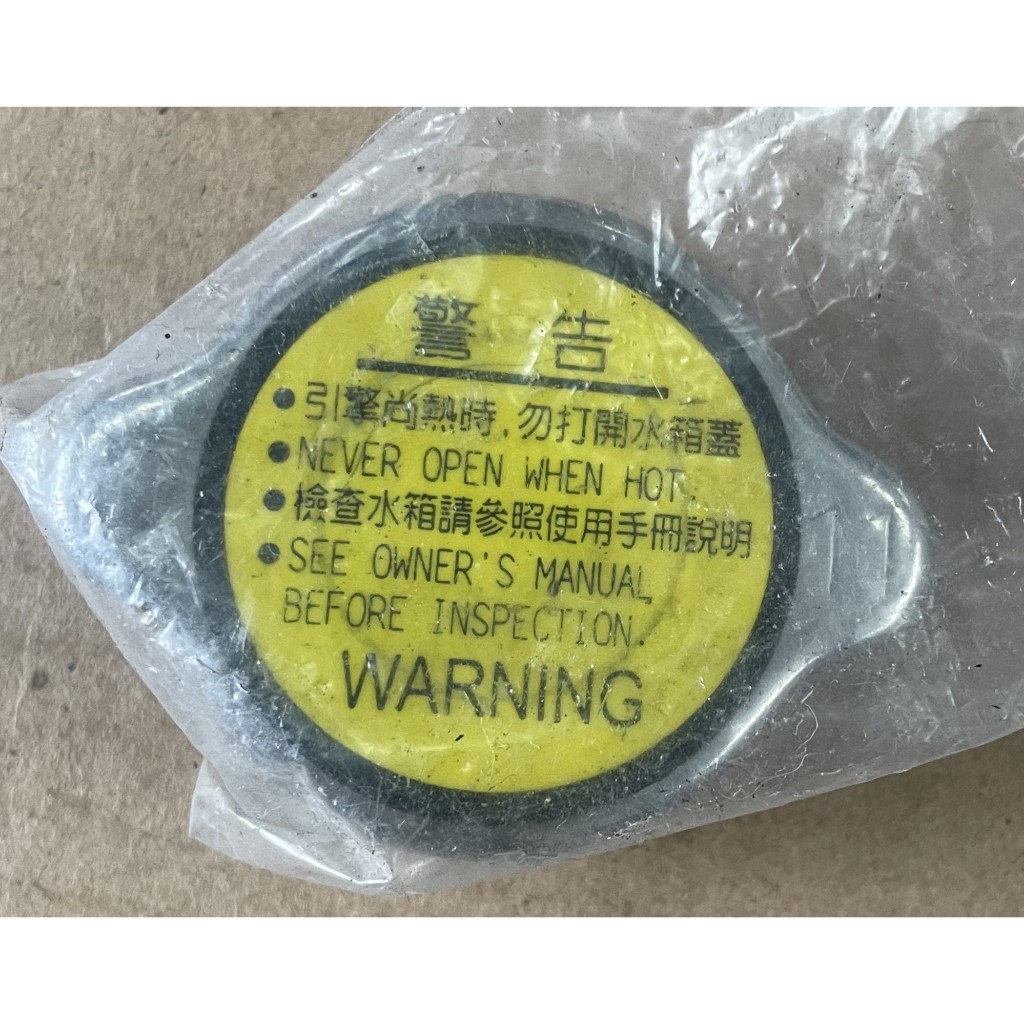 警告
●引擎尚熱時,勿打開水箱蓋
●NEVER OPEN WHEN HOT.
●檢查水箱請參照使用手冊說明
●SEE OWNER'S MANUAL
BEFORE INSPECTION.
WARNING